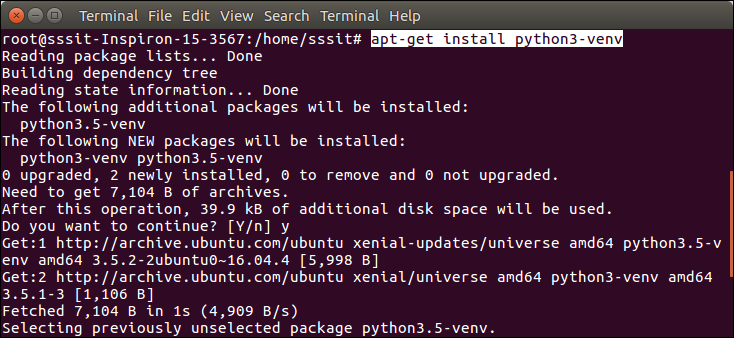 Terminal File Edit View Search Terminal Help
root@sssit-Inspiron-15-3567:/home/sssit# apt-get install python3-venv
Reading package lists... Done
Building dependency tree
Reading state information... Done
The following additional packages will be installed:
python3.5-venv
The following NEW packages will be installed:
python3-venv python3.5-venv
0 upgraded, 2 newly installed, 0 to remove and 0 not upgraded.
Need to get 7,104 B of archives.
After this operation, 39.9 kB of additional disk space will be used.
Do you want to continue? [Y/n] y
Get:1 http://archive.ubuntu.com/ubuntu xenial-updates/universe amd64 python3.5-v
env amd64 3.5.2-2ubuntu0~16.04.4 [5,998 B]
Get:2 http://archive.ubuntu.com/ubuntu xenial/universe amd64 python3-venv amd64
3.5.1-3 [1,106 B]
Fetched 7,104 B in 1s (4,909 B/s)
Selecting previously unselected package python3.5-venv.